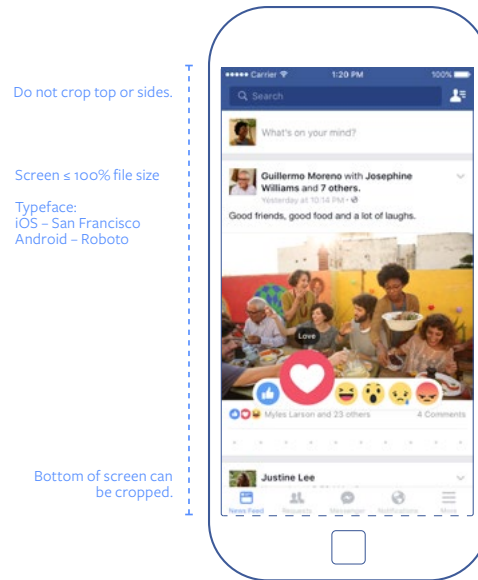 Do not crop top or sides.
Screen ≤ 100% file size
Typeface:
iOS – San Francisco
Android – Roboto
Bottom of screen can
be cropped.
Carrier
1:20 PM
100%
Search
What's on your mind?
Guillermo Moreno with Josephine
Williams and 7 others.
Yesterday at 10:14 PM •
Good friends, good food and a lot of laughs.
Love
Myles Larson and 23 others
4 Comments
Justine Lee
News Feed
Requests
Messenger
Notifications
More